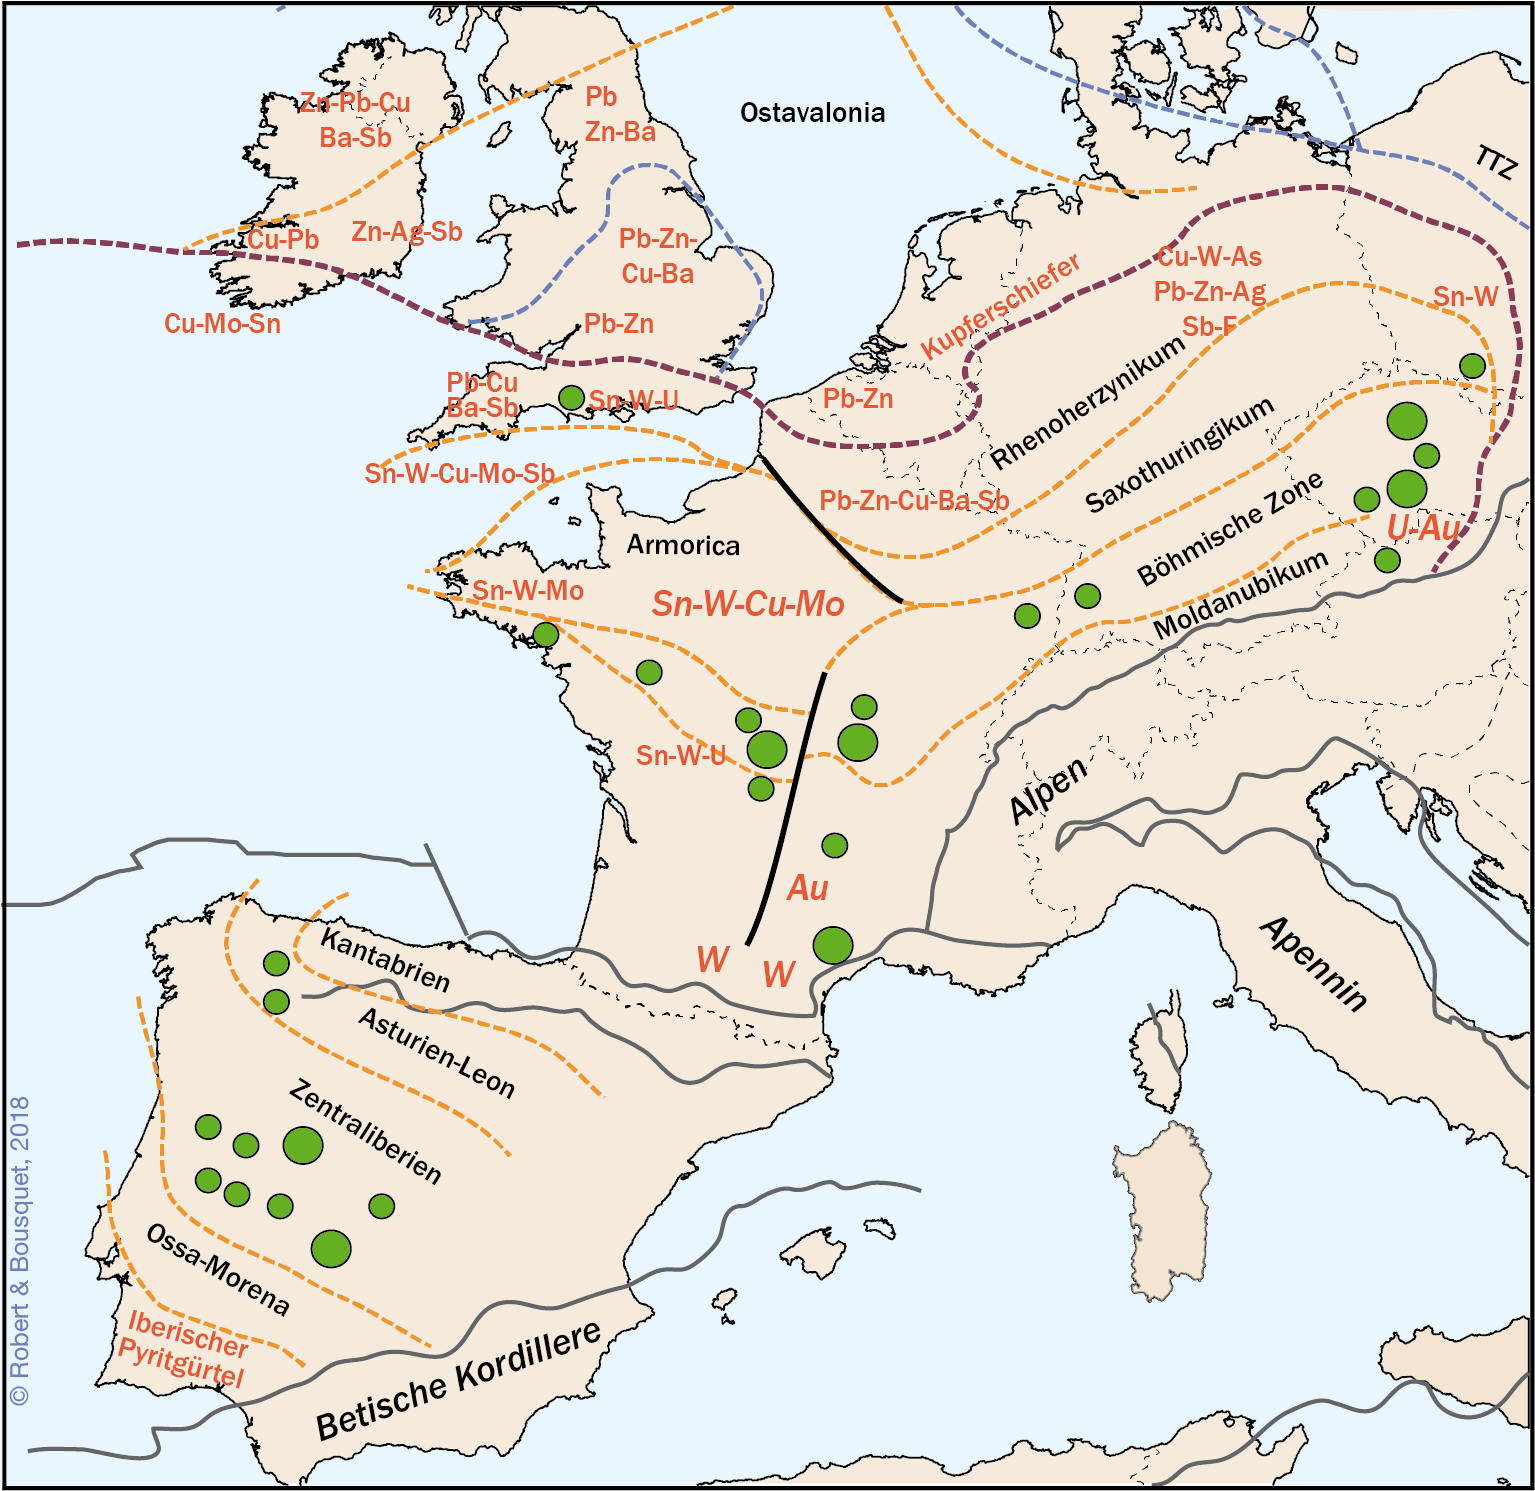 Zn-Pb-Cu
Ba-Sb
Pb
Zn-Ba
Ostavalonia
TTZ
Cu-Pb
Zn-Ag-Sb
Pb-Zn-
Cu-Ba
Cu-W-As
Pb-Zn-Ag
Sb-F
Sn-W
Kupferschiefer
Cu-Mo-Sn
Pb-Zn
Pb-Cu
Ba-Sb
Sn-W-U
Pb-Zn
Rhenoherzynikum
Saxothuringikum
Sn-W-Cu-Mo-Sb
Pb-Zn-Cu-Ba-Sb
Böhmische Zone
U-Au
Armorica
Sn-W-Mo
Sn-W-Cu-Mo
Moldanubikum
Sn-W-U
Alpen
Au
W
W
Kantabrien
Apennin
Asturien-Leon
Zentraliberien
Ossa-Morena
Iberischer
Pyritgürtel
Betische Kordillere
© Robert & Bousquet, 2018